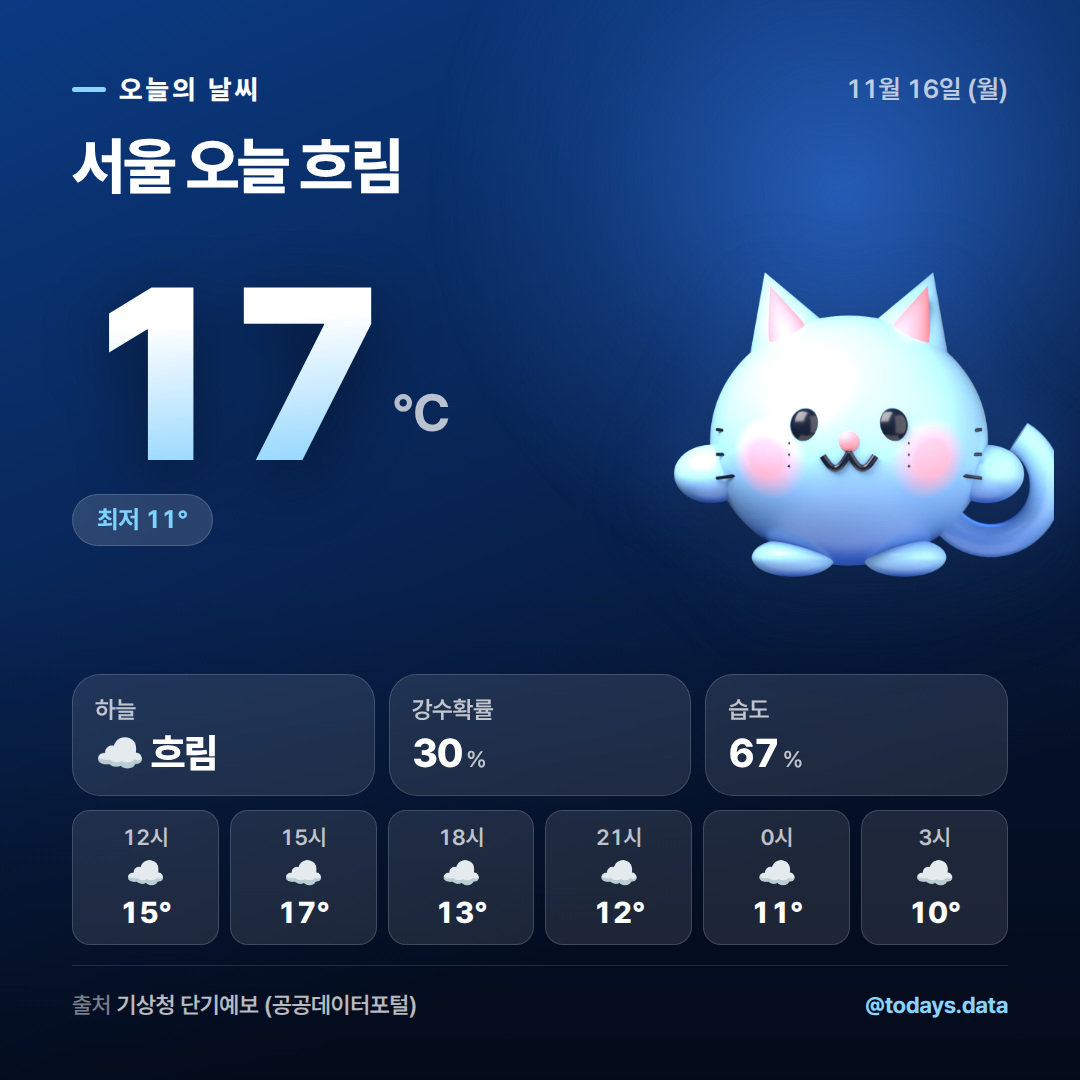 오늘의 날씨
11월 16일 (월)
서울 오늘 흐림
17 °C
최저 11°
하늘
흐림
강수확률
30 %
습도
67 %
12시
15°
15시
17°
18시
13°
21시
12°
0시
11°
3시
10°
출처 기상청 단기예보 (공공데이터포털)
@todays.data